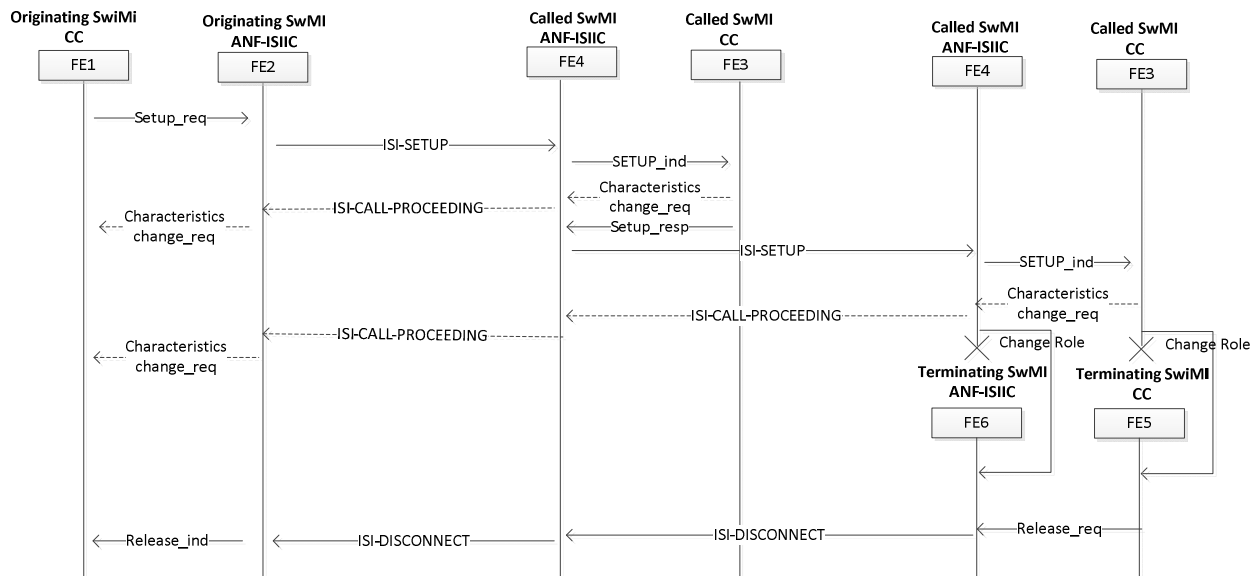 Originating SwiMi
CC
Originating SwMI
ANF-ISIIC
Called SwMI
ANF-ISIIC
Called SwMI
CC
Called SwMI
ANF-ISIIC
Called SwMI
CC
FE1
FE2
FE4
FE3
FE4
FE3
Setup_req
ISI-SETUP
SETUP_ind
Characteristics
change_req
ISI-CALL-PROCEEDING
Characteristics
change_req
Setup_resp
ISI-SETUP
SETUP_ind
Characteristics
change_req
ISI-CALL-PROCEEDING
ISI-CALL-PROCEEDING
Characteristics
change_req
Change Role
Change Role
Terminating SwMI
ANF-ISIIC
Terminating SwiMI
CC
FE6
FE5
Release_req
ISI-DISCONNECT
ISI-DISCONNECT
Release_ind